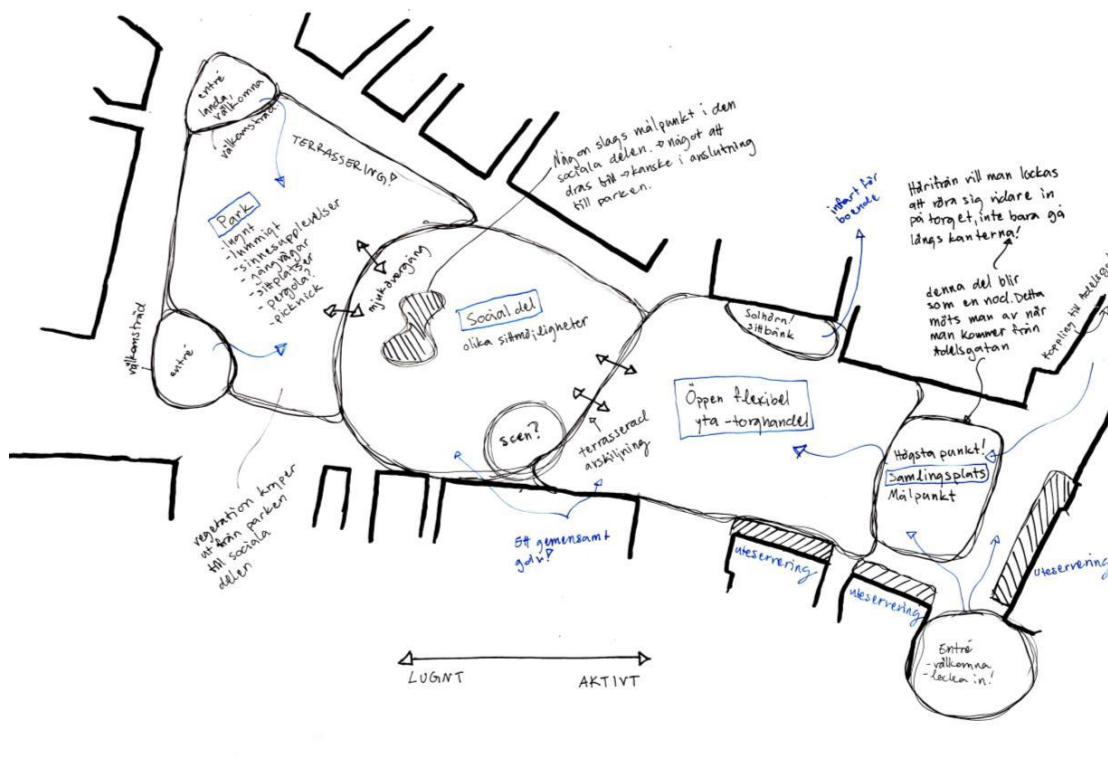 entré
landa,
välkomna
välkomstträd
TERRASSERING!
Park
-lugnt
-lummigt
-sinnesupplevelser
-gångvägar
-sittplatser
-pergola?
-picknick
välkomstträd
entré
mjuk övergång
Någon slags målpunkt i den
sociala delen. → något att
dras till → kanske i anslutning
till parken.
Social del
olika sittmöjligheter
scen?
terrasserad
avskiljning
vegetation kryper
ut från parken
till sociala
delen
Ett gemensamt
golv!
infart för
boende
Solhörn!
sittbänk
Öppen flexibel
yta - torghandel
Härifrån vill man lockas
att röra sig vidare in
på torget, inte bara gå
längs kanterna!
denna del blir
som en nod. Detta
möts man av när
man kommer från
Adelsgatan
Koppling till
Högsta punkt!
Samlingsplats
Målpunkt
uteservering
uteservering
uteservering
Entré
-välkomna
-locka in!
LUGNT
AKTIVT